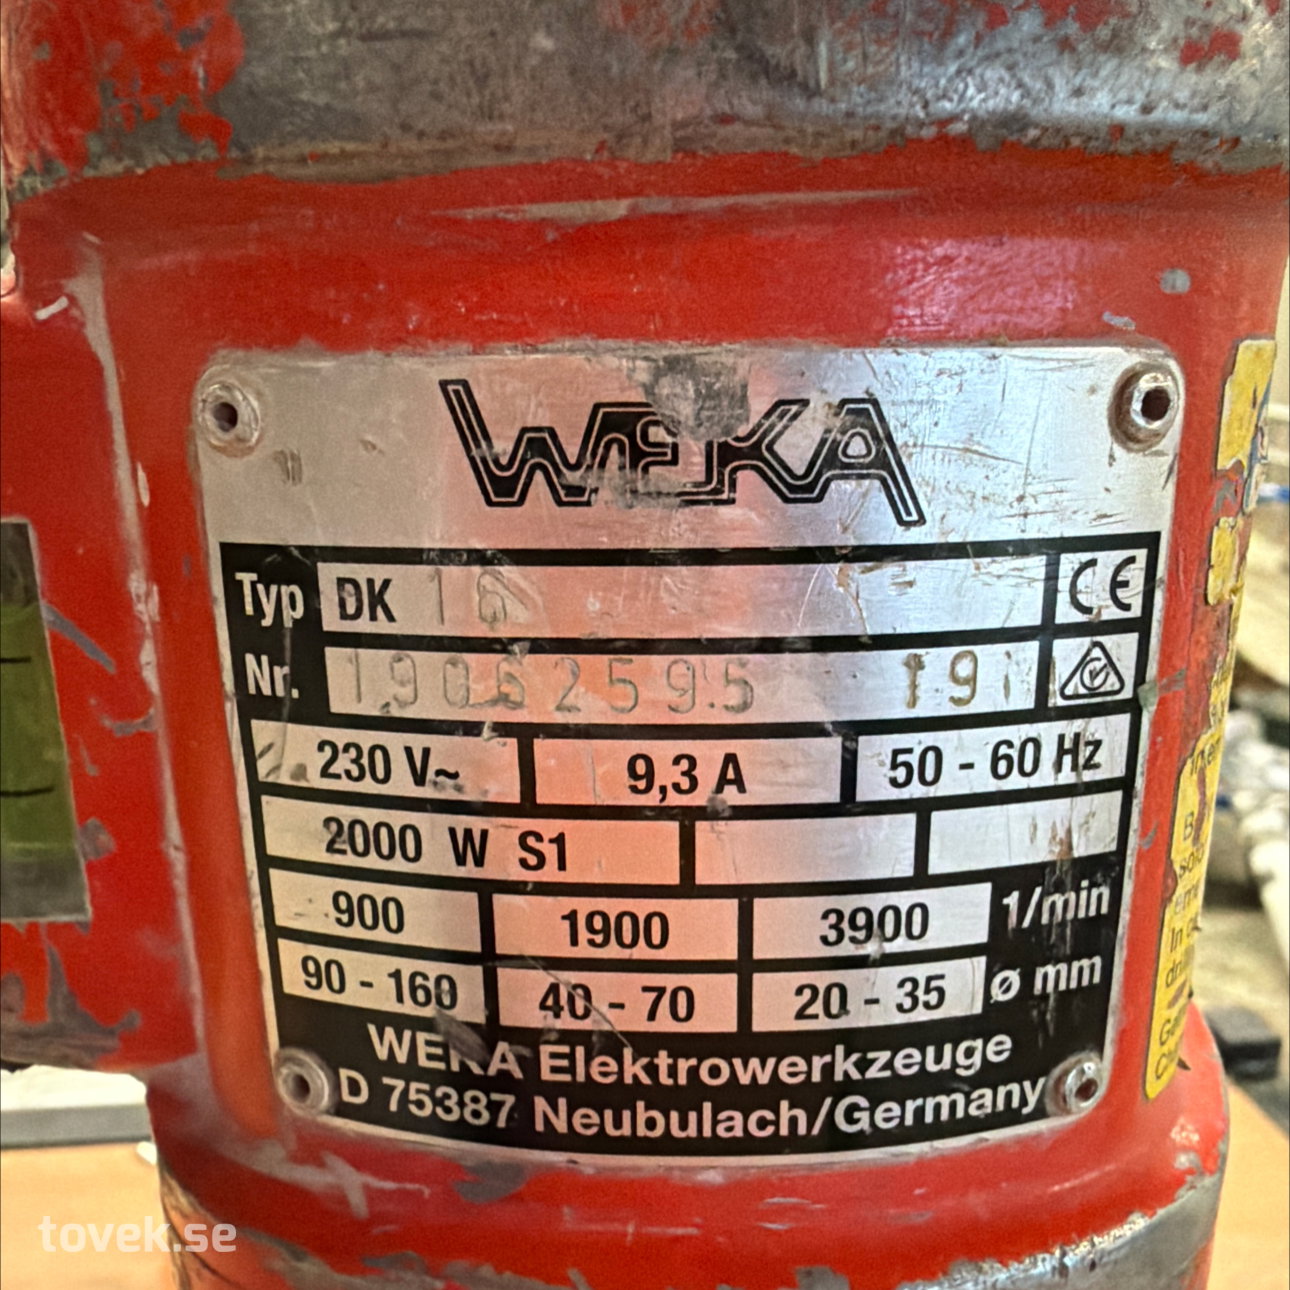 WEKA
Typ DK 16 CE
Nr. 19062595 19
230 V~ 9,3 A 50 - 60 Hz
2000 W S1
900 1900 3900 1/min
90 - 160 40 - 70 20 - 35 ø mm
WEKA Elektrowerkzeuge
D 75387 Neubulach/Germany
tovek.se